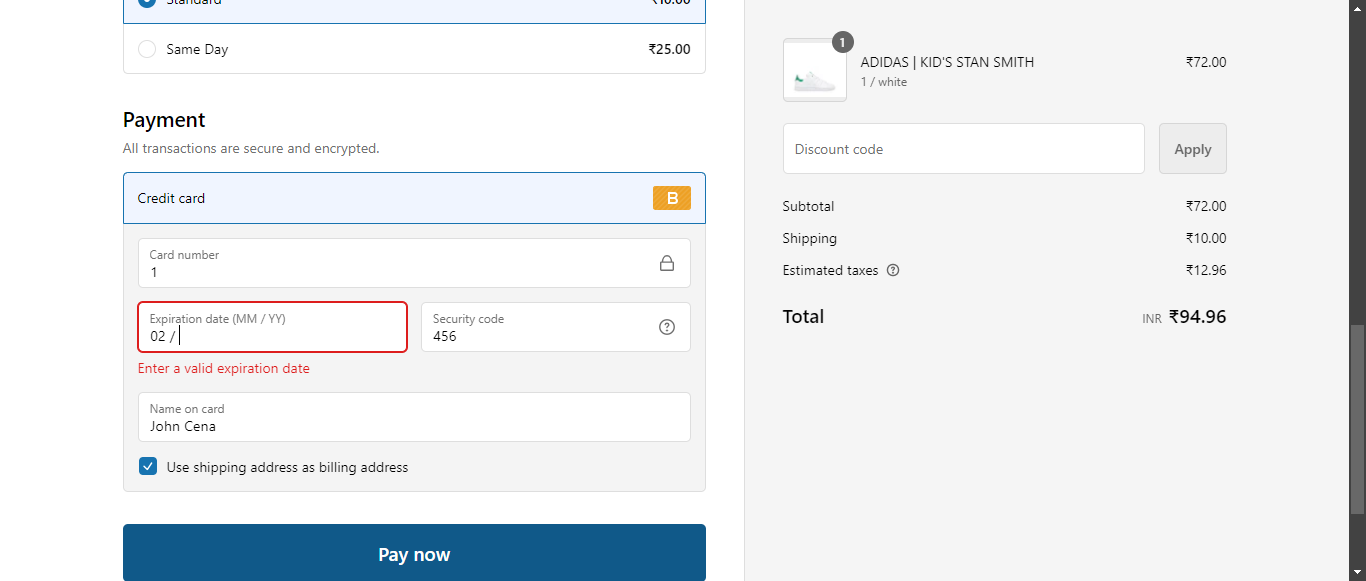 Standard ₹10.00
Same Day ₹25.00
Payment
All transactions are secure and encrypted.
Credit card B
Card number
1
Expiration date (MM / YY)
02 /
Security code
456
Enter a valid expiration date
Name on card
John Cena
Use shipping address as billing address
Pay now
1
ADIDAS | KID'S STAN SMITH ₹72.00
1 / white
Discount code Apply
Subtotal ₹72.00
Shipping ₹10.00
Estimated taxes ₹12.96
Total INR ₹94.96